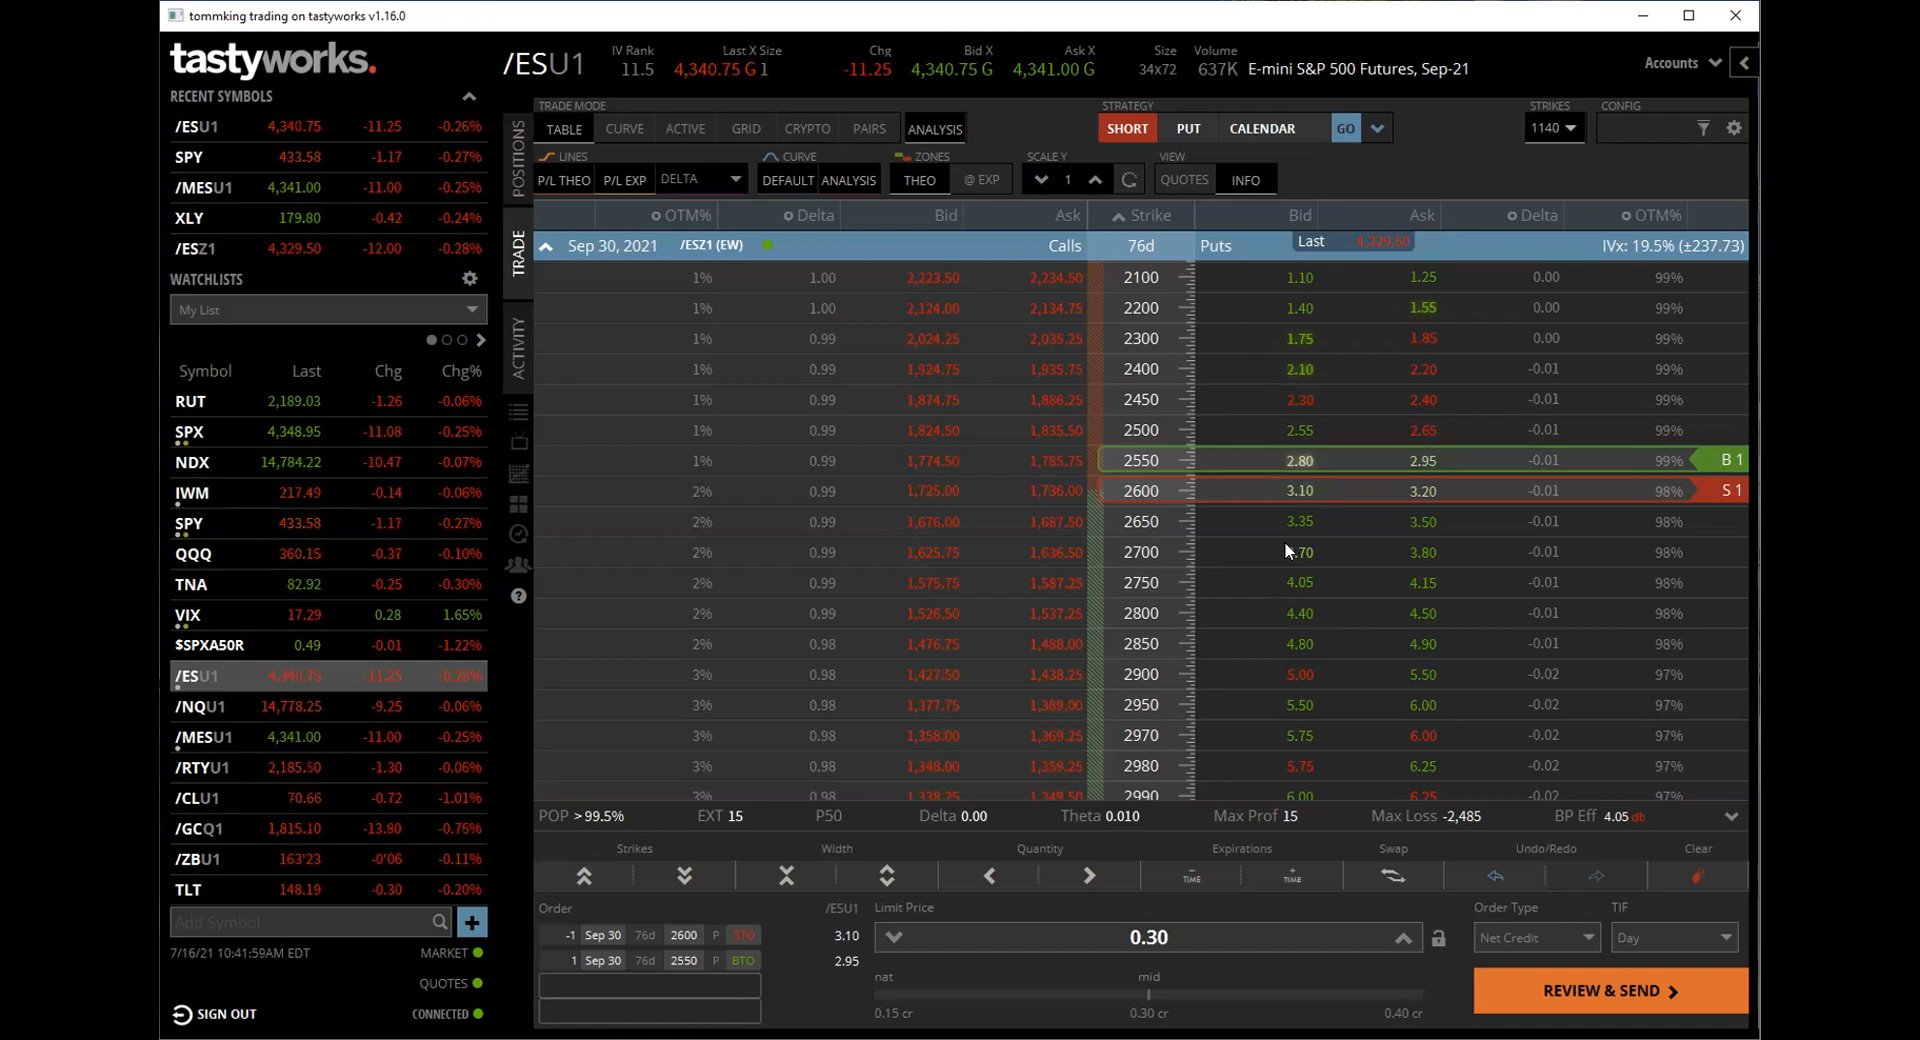 tommking trading on tastyworks v1.16.0
tastyworks.
/ESU1
IV Rank
11.5
Last X Size
4,340.75 G 1
Chg
-11.25
Bid X
4,340.75 G
Ask X
4,341.00 G
Size
34x72
Volume
637K
E-mini S&P 500 Futures, Sep-21
Accounts
RECENT SYMBOLS
/ESU1 4,340.75 -11.25 -0.26%
SPY 433.58 -1.17 -0.27%
/MESU1 4,341.00 -11.00 -0.25%
XLY 179.80 -0.42 -0.24%
/ESZ1 4,329.50 -12.00 -0.28%
WATCHLISTS
My List
Symbol Last Chg Chg%
RUT 2,189.03 -1.26 -0.06%
SPX 4,348.95 -11.08 -0.25%
NDX 14,784.22 -10.47 -0.07%
IWM 217.49 -0.14 -0.06%
SPY 433.58 -1.17 -0.27%
QQQ 360.15 -0.37 -0.10%
TNA 82.92 -0.25 -0.30%
VIX 17.29 0.28 1.65%
$SPXA50R 0.49 -0.01 -1.22%
/ESU1 4,340.75 -11.25 -0.26%
/NQU1 14,778.25 -9.25 -0.06%
/MESU1 4,341.00 -11.00 -0.25%
/RTYU1 2,185.50 -1.30 -0.06%
/CLU1 70.66 -0.72 -1.01%
/GCQ1 1,815.10 -13.80 -0.75%
/ZBU1 163'23 -0'06 -0.11%
TLT 148.19 -0.30 -0.20%
Add Symbol
7/16/21 10:41:59AM EDT MARKET
QUOTES
SIGN OUT CONNECTED
POSITIONS
TRADE
ACTIVITY
TRADE MODE
TABLE CURVE ACTIVE GRID CRYPTO PAIRS ANALYSIS
STRATEGY
SHORT PUT CALENDAR GO
STRIKES
1140
CONFIG
LINES
P/L THEO P/L EXP DELTA
CURVE
DEFAULT ANALYSIS
ZONES
THEO @ EXP
SCALE Y
1
VIEW
QUOTES INFO
OTM% Delta Bid Ask Strike Bid Ask Delta OTM%
Sep 30, 2021 /ESZ1 (EW) Calls 76d Puts Last 4,329.50 IVx: 19.5% (±237.73)
1% 1.00 2,223.50 2,234.50 2100 1.10 1.25 0.00 99%
1% 1.00 2,124.00 2,134.75 2200 1.40 1.55 0.00 99%
1% 0.99 2,024.25 2,035.25 2300 1.75 1.85 0.00 99%
1% 0.99 1,924.75 1,935.75 2400 2.10 2.20 -0.01 99%
1% 0.99 1,874.75 1,886.25 2450 2.30 2.40 -0.01 99%
1% 0.99 1,824.50 1,835.50 2500 2.55 2.65 -0.01 99%
1% 0.99 1,774.50 1,785.75 2550 2.80 2.95 -0.01 99% B 1
2% 0.99 1,725.00 1,736.00 2600 3.10 3.20 -0.01 98% S 1
2% 0.99 1,676.00 1,687.50 2650 3.35 3.50 -0.01 98%
2% 0.99 1,625.75 1,636.50 2700 .70 3.80 -0.01 98%
2% 0.99 1,575.75 1,587.25 2750 4.05 4.15 -0.01 98%
2% 0.99 1,526.50 1,537.25 2800 4.40 4.50 -0.01 98%
2% 0.98 1,476.75 1,488.00 2850 4.80 4.90 -0.01 98%
3% 0.98 1,427.50 1,438.25 2900 5.00 5.50 -0.02 97%
3% 0.98 1,377.75 1,389.00 2950 5.50 6.00 -0.02 97%
3% 0.98 1,358.00 1,369.25 2970 5.75 6.00 -0.02 97%
3% 0.98 1,348.00 1,359.25 2980 5.75 6.25 -0.02 97%
3% 0.98 1,338.25 1,349.50 2990 6.00 6.25 -0.02 97%
POP > 99.5% EXT 15 P50 Delta 0.00 Theta 0.010 Max Prof 15 Max Loss -2,485 BP Eff 4.05 db
Strikes Width Quantity Expirations Swap Undo/Redo Clear
TIME TIME
Order /ESU1
-1 Sep 30 76d 2600 P STO 3.10
1 Sep 30 76d 2550 P BTO 2.95
Limit Price
0.30
nat mid
0.15 cr 0.30 cr 0.40 cr
Order Type
Net Credit
TIF
Day
REVIEW & SEND